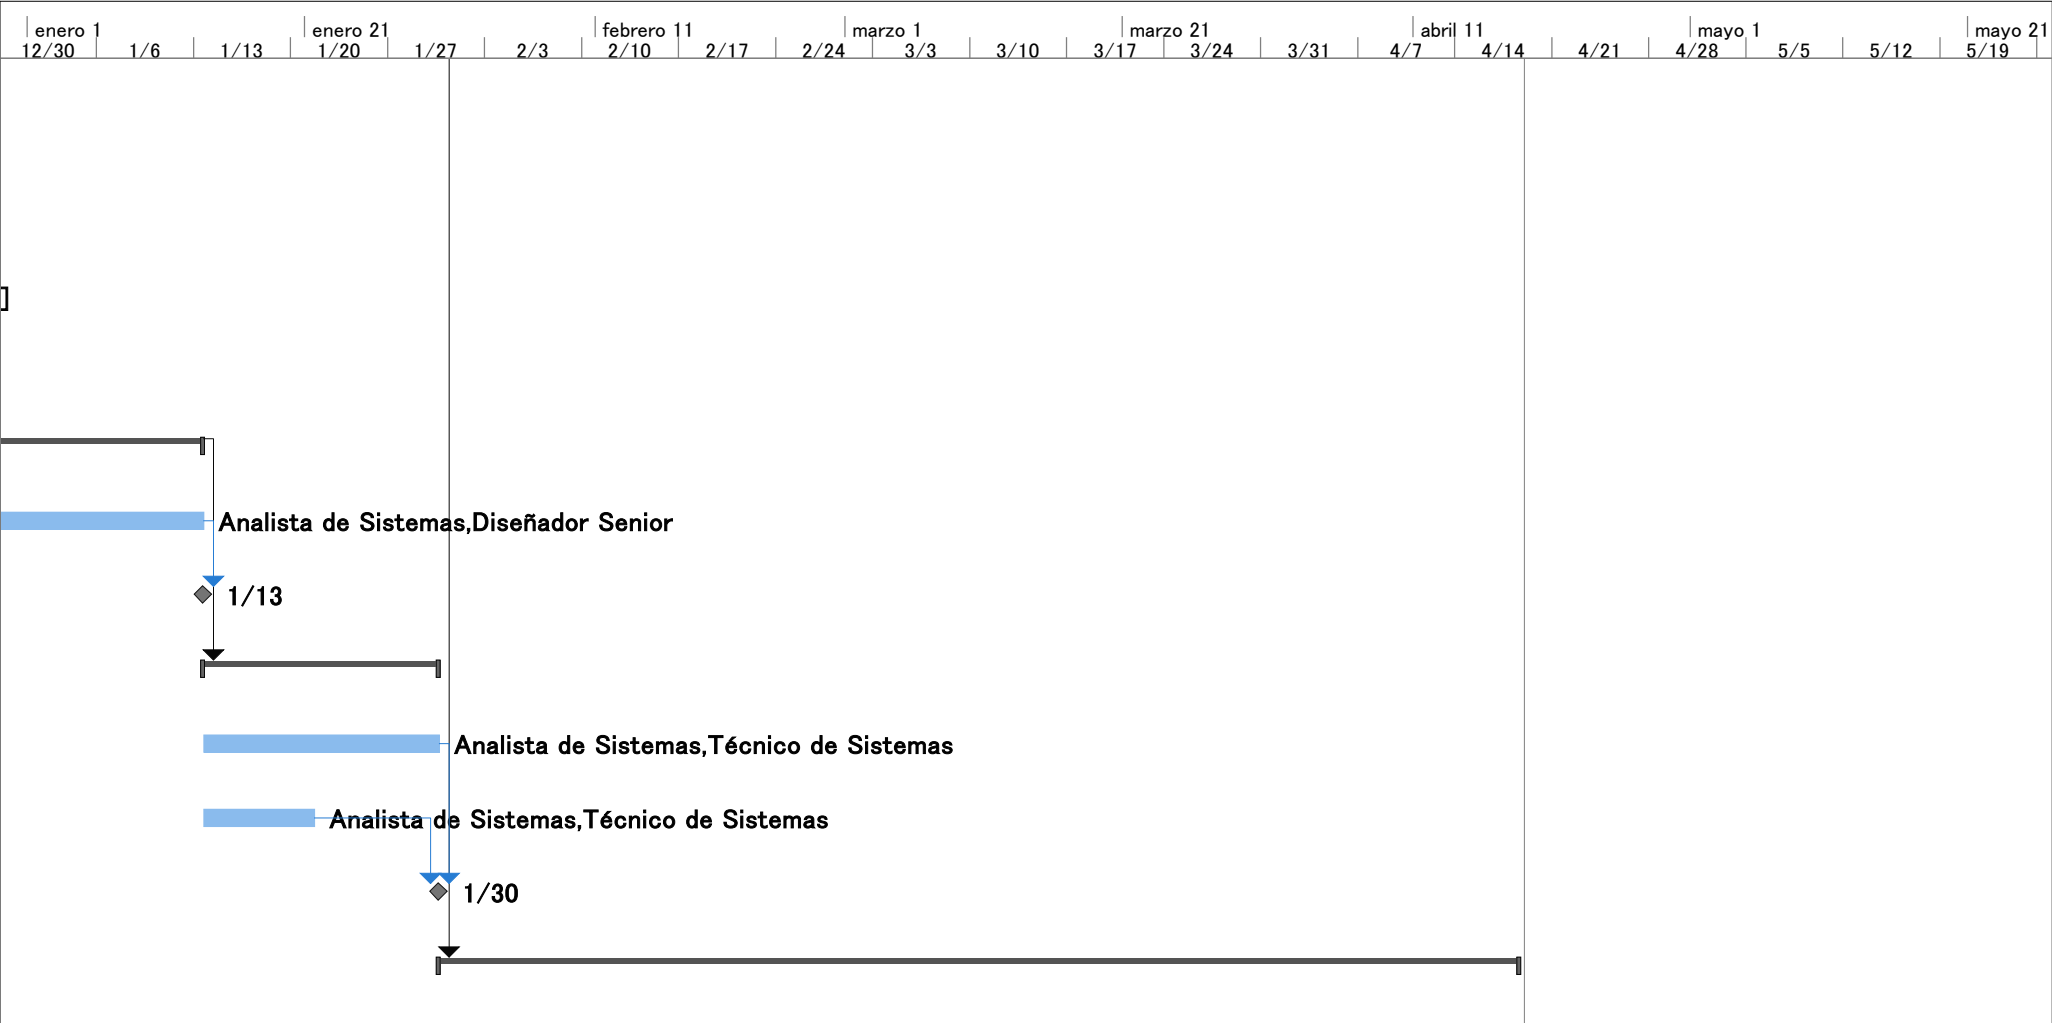 enero 1 enero 21 febrero 11 marzo 1 marzo 21 abril 11 mayo 1 mayo 21
12/30 1/6 1/13 1/20 1/27 2/3 2/10 2/17 2/24 3/3 3/10 3/17 3/24 3/31 4/7 4/14 4/21 4/28 5/5 5/12 5/19
Analista de Sistemas,Diseñador Senior
1/13
Analista de Sistemas,Técnico de Sistemas
Analista de Sistemas,Técnico de Sistemas
1/30